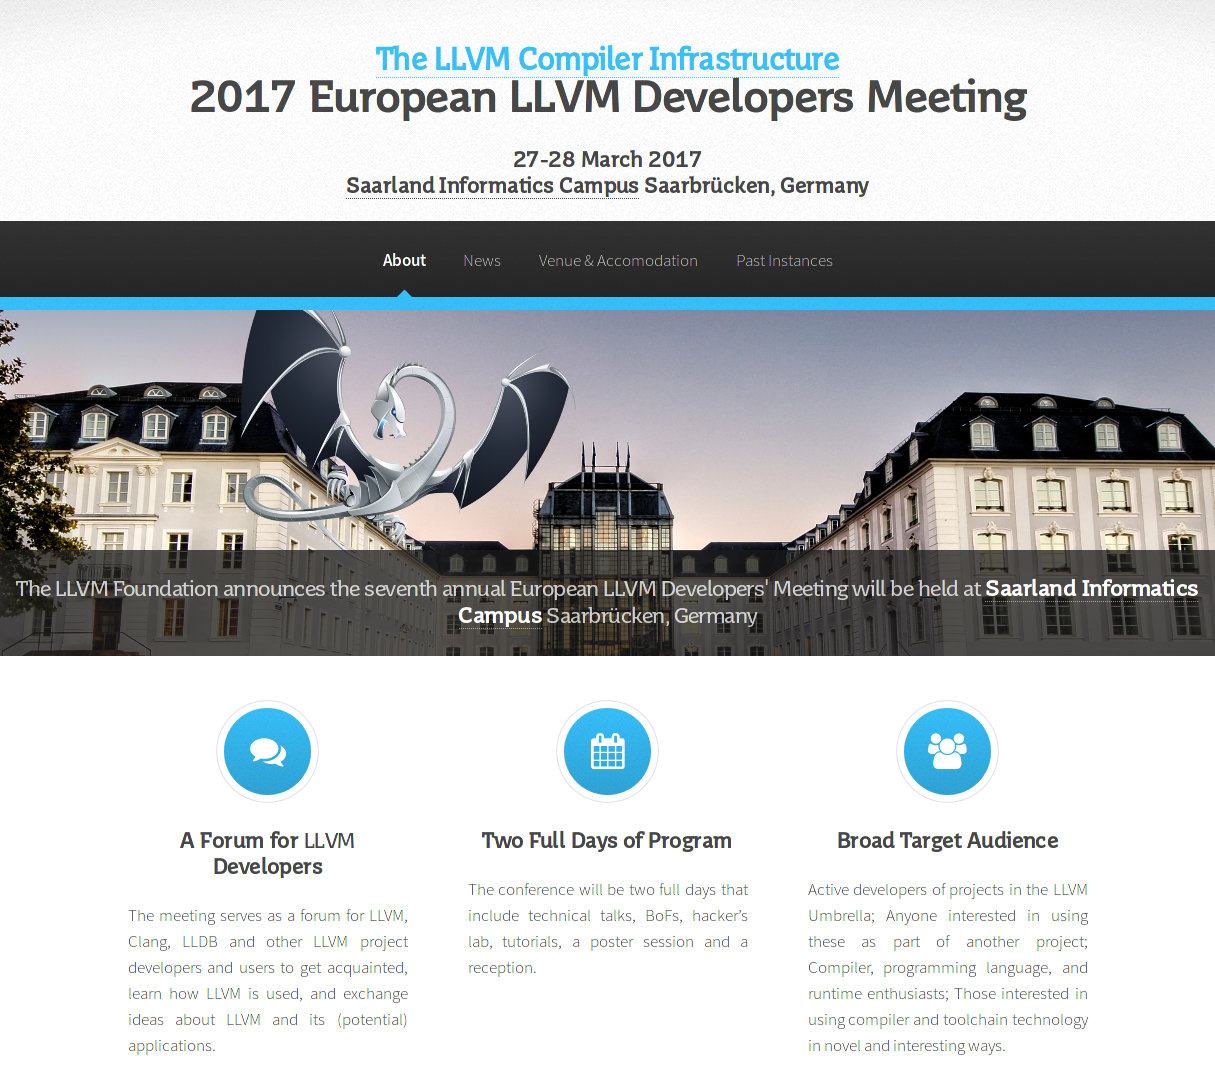 The LLVM Compiler Infrastructure
2017 European LLVM Developers Meeting
27-28 March 2017
Saarland Informatics Campus Saarbrücken, Germany
About News Venue & Accomodation Past Instances
The LLVM Foundation announces the seventh annual European LLVM Developers' Meeting will be held at Saarland Informatics
Campus Saarbrücken, Germany
A Forum for LLVM
Developers
The meeting serves as a forum for LLVM,
Clang, LLDB and other LLVM project
developers and users to get acquainted,
learn how LLVM is used, and exchange
ideas about LLVM and its (potential)
applications.
Two Full Days of Program
The conference will be two full days that
include technical talks, BoFs, hacker’s
lab, tutorials, a poster session and a
reception.
Broad Target Audience
Active developers of projects in the LLVM
Umbrella; Anyone interested in using
these as part of another project;
Compiler, programming language, and
runtime enthusiasts; Those interested in
using compiler and toolchain technology
in novel and interesting ways.